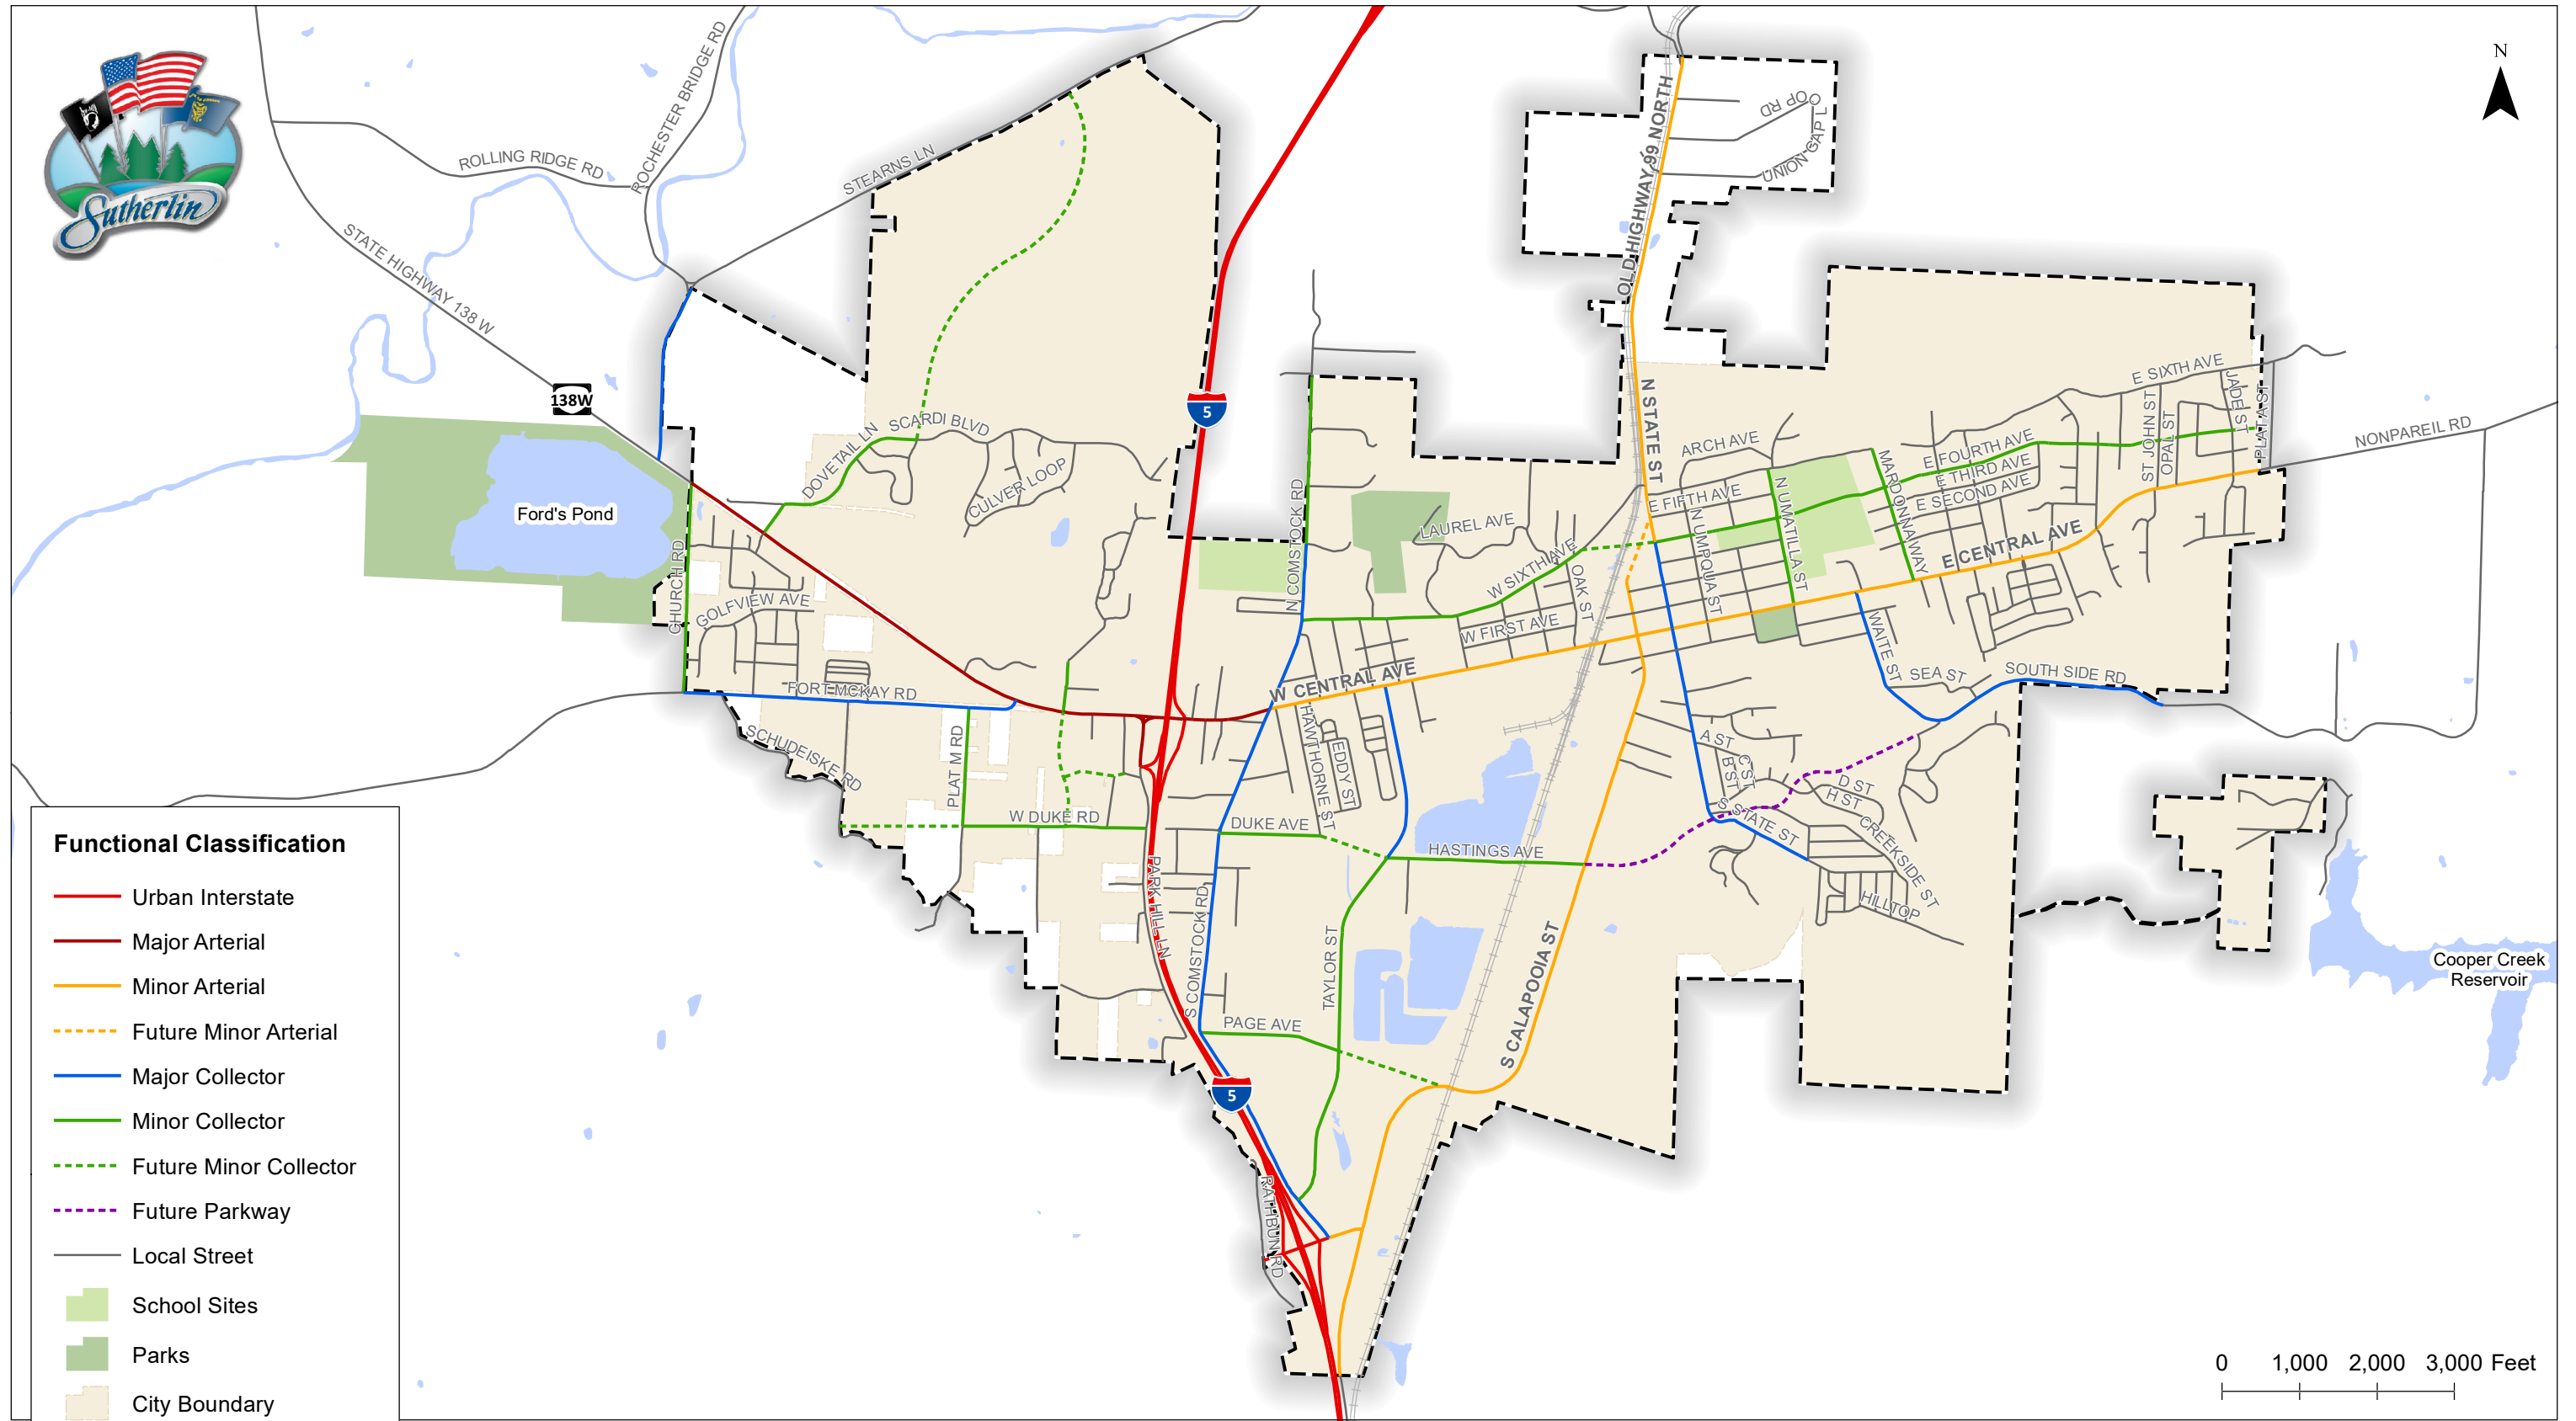 N
Sutherlin
ROCHESTER BRIDGE RD
ROLLING RIDGE RD
STEARNS LN
STATE HIGHWAY 138 W
138W
OLD HIGHWAY 99 NORTH
OP RD
UNION GAP L
5
N STATE ST
SCARDI BLVD
DOVETAIL LN
CULVER LOOP
Ford's Pond
CHURCH RD
GOLFVIEW AVE
N COMSTOCK RD
LAUREL AVE
W SIXTH AVE
OAK ST
W FIRST AVE
W CENTRAL AVE
ARCH AVE
E FIFTH AVE
N UMPQUA ST
N UMATILLA ST
MARDONNA WAY
E FOURTH AVE
E THIRD AVE
E SECOND AVE
E CENTRAL AVE
E SIXTH AVE
ST JOHN ST
OPAL ST
JADE ST
PLAT A ST
NONPAREIL RD
WAITE ST
SEA ST
SOUTH SIDE RD
FORT MCKAY RD
SCHUDEISKE RD
PLAT M RD
W DUKE RD
HAWTHORNE ST
EDDY ST
DUKE AVE
HASTINGS AVE
A ST
B ST
C ST
D ST
H ST
S STATE ST
CREEKSIDE ST
HILLTOP
PARK HILL LN
S COMSTOCK RD
TAYLOR ST
PAGE AVE
S CALAPOOIA ST
5
RATHBUN RD
Cooper Creek
Reservoir
Functional Classification
Urban Interstate
Major Arterial
Minor Arterial
Future Minor Arterial
Major Collector
Minor Collector
Future Minor Collector
Future Parkway
Local Street
School Sites
Parks
City Boundary
0 1,000 2,000 3,000 Feet